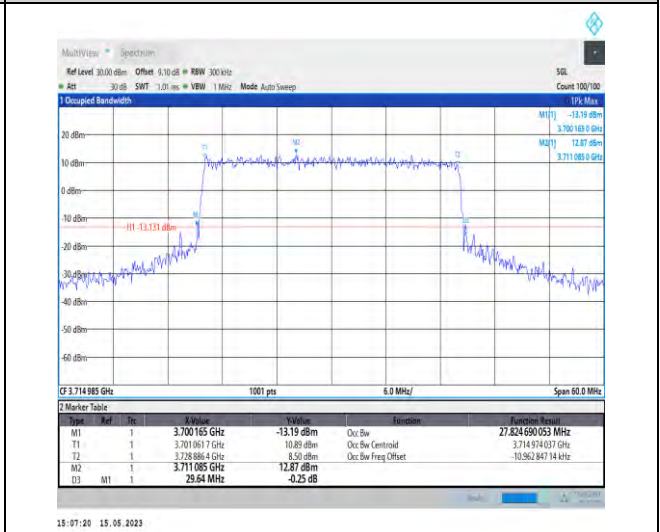 MultiView Spectrum
Ref Level 30.00 dBm Offset 9.10 dB RBW 300 kHz SGL
Att 30 dB SWT 1.01 ms VBW 1 MHz Mode Auto Sweep Count 100/100
1 Occupied Bandwidth 1Pk Max
M1[1] -13.19 dBm
3.700 165 0 GHz
M2[1] 12.87 dBm
3.711 085 0 GHz
20 dBm
T1 M2 T2
10 dBm
0 dBm
-10 dBm
M1
H1 -13.131 dBm
-20 dBm
-30 dBm
-40 dBm
-50 dBm
-60 dBm
CF 3.714 985 GHz 1001 pts 6.0 MHz/ Span 60.0 MHz
2 Marker Table
Type Ref Trc X-Value Y-Value Function Function Result
M1 1 3.700 165 GHz -13.19 dBm Occ Bw 27.824 690 053 MHz
T1 1 3.701 061 7 GHz 10.89 dBm Occ Bw Centroid 3.714 974 037 GHz
T2 1 3.728 886 4 GHz 8.50 dBm Occ Bw Freq Offset -10.962 847 14 kHz
M2 1 3.711 085 GHz 12.87 dBm
D3 M1 1 29.64 MHz -0.25 dB
15:07:20 15.05.2023